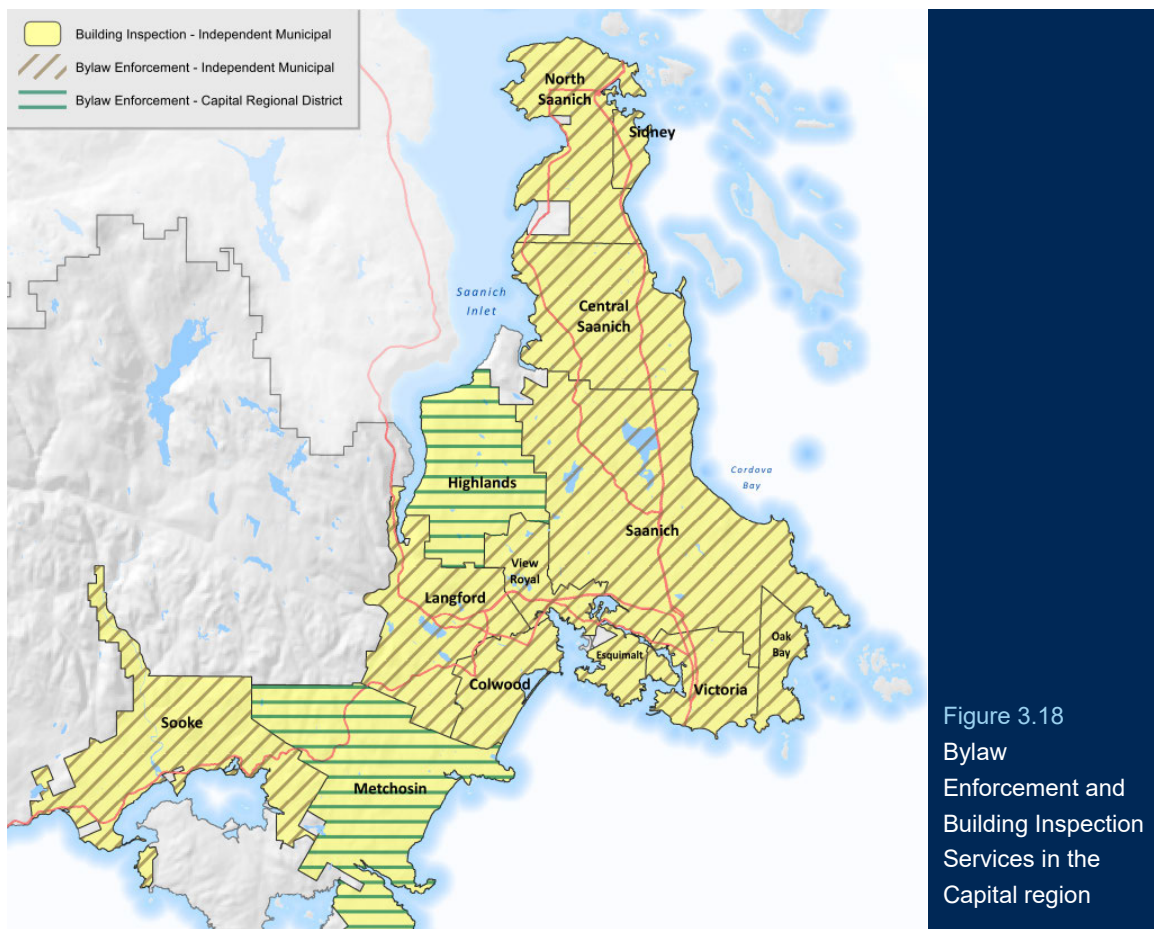 Building Inspection - Independent Municipal
Bylaw Enforcement - Independent Municipal
Bylaw Enforcement - Capital Regional District
North
Saanich
Sidney
Saanich
Inlet
Central
Saanich
Cordova
Bay
Highlands
Saanich
View
Royal
Langford
Oak
Bay
Esquimalt
Colwood
Victoria
Sooke
Metchosin
Figure 3.18
Bylaw
Enforcement and
Building Inspection
Services in the
Capital region